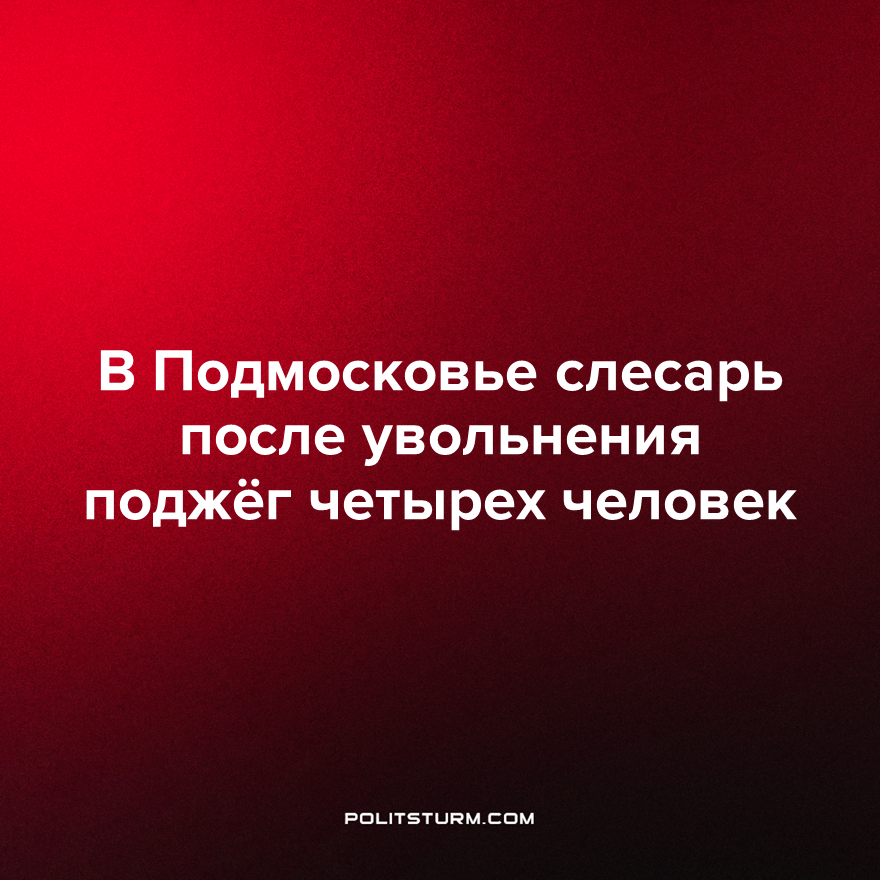 В Подмосковье слесарь
после увольнения
поджёг четырех человек
POLITSTURM.COM